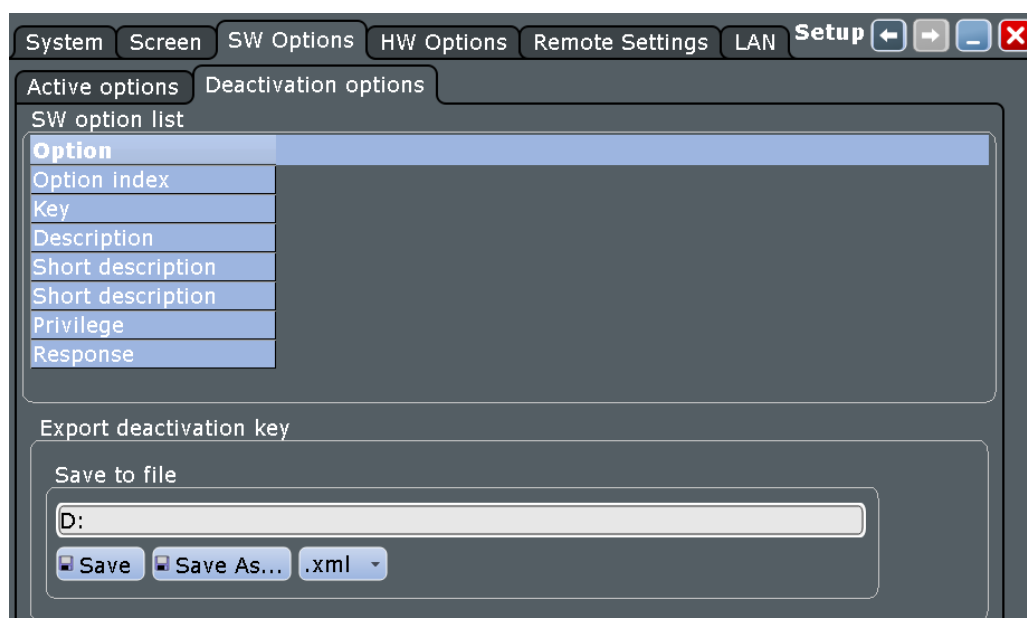 System Screen SW Options HW Options Remote Settings LAN Setup
Active options Deactivation options
SW option list
Option
Option index
Key
Description
Short description
Short description
Privilege
Response
Export deactivation key
Save to file
D:
Save Save As... .xml